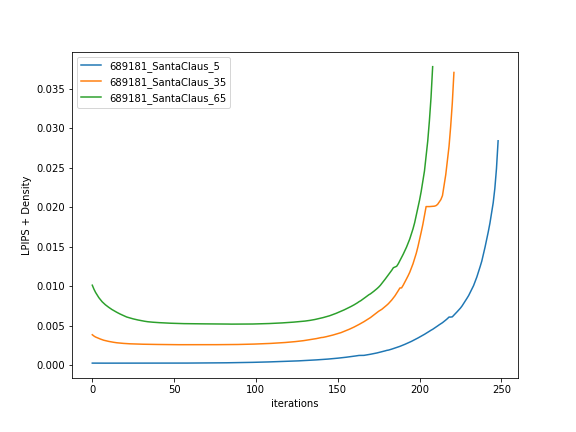 689181_SantaClaus_5
689181_SantaClaus_35
689181_SantaClaus_65
LPIPS + Density
0.035
0.030
0.025
0.020
0.015
0.010
0.005
0.000
0 50 100 150 200 250
iterations